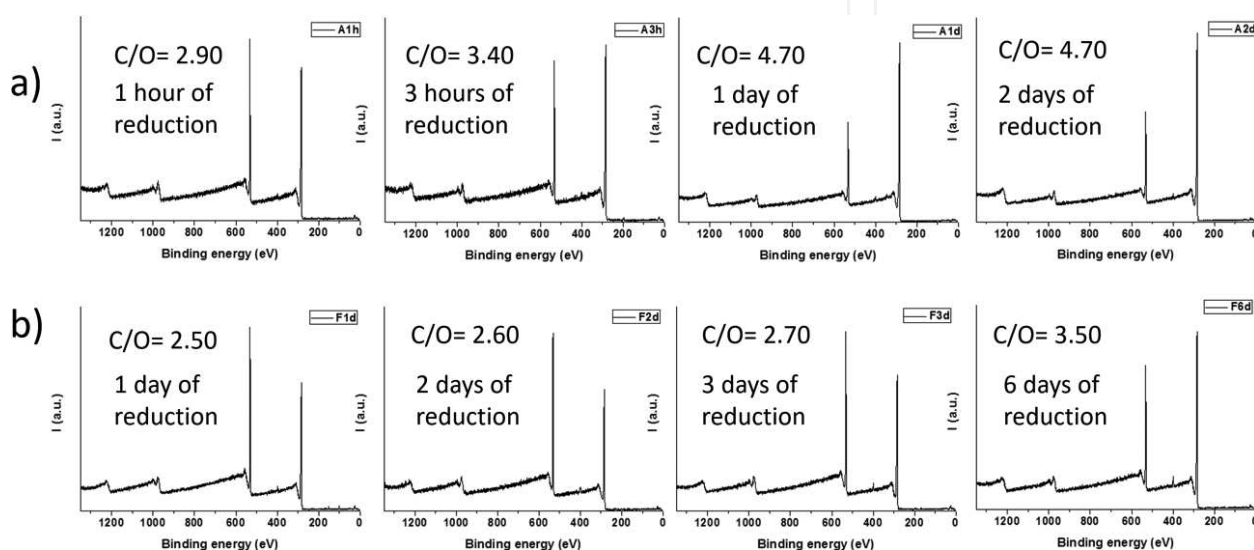 a)
A1h
C/O= 2.90
1 hour of
reduction
I (a.u.)
1200 1000 800 600 400 200 0
Binding energy (eV)
A3h
C/O= 3.40
3 hours of
reduction
I (a.u.)
1200 1000 800 600 400 200 0
Binding energy (eV)
A1d
C/O= 4.70
1 day of
reduction
I (a.u.)
1200 1000 800 600 400 200 0
Binding energy (eV)
A2d
C/O= 4.70
2 days of
reduction
I (a.u.)
1200 1000 800 600 400 200 0
Binding energy (eV)
b)
F1d
C/O= 2.50
1 day of
reduction
I (a.u.)
1200 1000 800 600 400 200 0
Binding energy (eV)
F2d
C/O= 2.60
2 days of
reduction
I (a.u.)
1200 1000 800 600 400 200 0
Binding energy (eV)
F3d
C/O= 2.70
3 days of
reduction
I (a.u.)
1200 1000 800 600 400 200 0
Binding energy (eV)
F6d
C/O= 3.50
6 days of
reduction
I (a.u.)
1200 1000 800 600 400 200 0
Binding energy (eV)